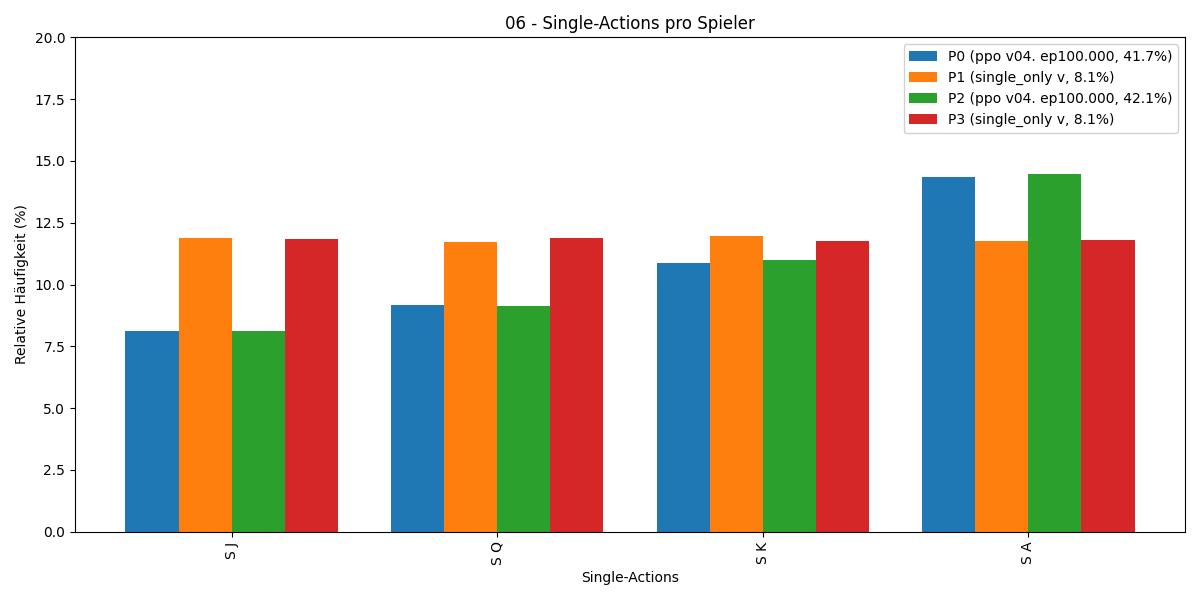 06 - Single-Actions pro Spieler
20.0
17.5
15.0
12.5
10.0
7.5
5.0
2.5
0.0
Relative Häufigkeit (%)
P0 (ppo v04. ep100.000, 41.7%)
P1 (single_only v, 8.1%)
P2 (ppo v04. ep100.000, 42.1%)
P3 (single_only v, 8.1%)
S J
S Q
S K
S A
Single-Actions